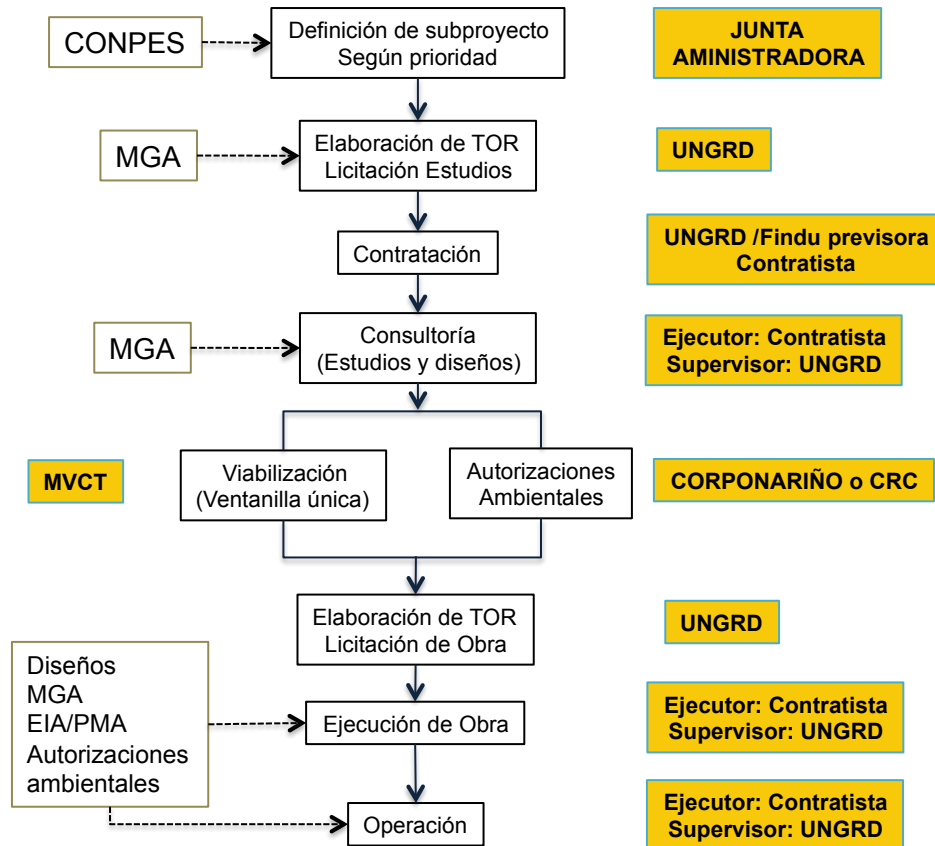 CONPES
Definición de subproyecto
Según prioridad
JUNTA
AMINISTRADORA
MGA
Elaboración de TOR
Licitación Estudios
UNGRD
Contratación
UNGRD /Findu previsora
Contratista
MGA
Consultoría
(Estudios y diseños)
Ejecutor: Contratista
Supervisor: UNGRD
MVCT
Viabilización
(Ventanilla única)
Autorizaciones
Ambientales
CORPONARIÑO o CRC
Elaboración de TOR
Licitación de Obra
UNGRD
Diseños
MGA
EIA/PMA
Autorizaciones
ambientales
Ejecución de Obra
Ejecutor: Contratista
Supervisor: UNGRD
Operación
Ejecutor: Contratista
Supervisor: UNGRD